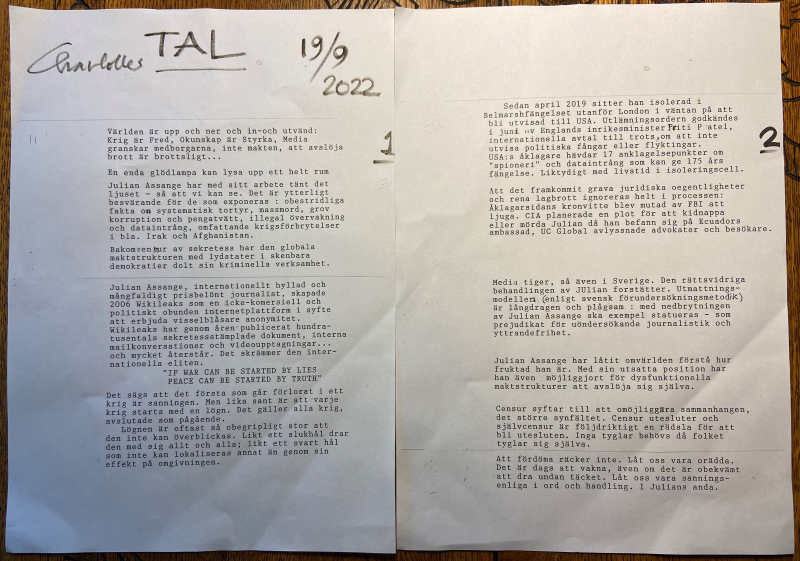 Charlottes TAL 19/9 2022
Världen är upp och ner och in-och utvänd:
Krig är Fred, Okunskap är Styrka, Media
granskar medborgarna, inte makten, att avslöja
brott är brottsligt...
1
En enda glödlampa kan lysa upp ett helt rum
Julian Assange har med sitt arbete tänt det
ljuset - så att vi kan se. Det är ytterligt
besvärande för de som exponeras : obestridliga
fakta om systematisk tortyr, massmord, grov
korruption och pengatvätt, illegal övervakning
och dataintrång, omfattande krigsförbrytelser
i bla. Irak och Afghanistan.
Bakom en mur av sekretess har den globala
maktstrukturen med lydstater i skenbara
demokratier dolt sin kriminella verksamhet.
Julian Assange, internationellt hyllad och
mångfaldigt prisbelönt journalist, skapade
2006 Wikileaks som en icke-komersiell och
politiskt obunden internetplattform i syfte
att erbjuda visselblåsare anonymitet.
Wikileaks har genom åren publicerat hundra-
tusentals sekretessstämplade dokument, interna
mailkonversationer och videoupptagningar...
och mycket återstår. Det skrämmer den inter-
nationella eliten.
"IF WAR CAN BE STARTED BY LIES
PEACE CAN BE STARTED BY TRUTH"
Det sägs att det första som går förlorat i ett
krig är sanningen. Men lika sant är att varje
krig starts med en lögn. Det gäller alla krig,
avslutade som pågående.
Lögnen är oftast så obegripligt stor att
den inte kan överblickas. Likt ett slukhål drar
den med sig allt och alla; likt ett svart hål
som inte kan lokaliseras annat än genom sin
effekt på omgivningen.
Sedan april 2019 sitter han isolerad i
Belmarshfängelset utanför London i väntan på att
bli utvisad till USA. Utlämningsordern godkändes
i juni av Englands inrikesminister Priti Patel,
internationella avtal till trots, om att inte
utvisa politiska fångar eller flyktingar.
USA:s åklagare hävdar 17 anklagelsepunkter om
"spioneri" och dataintrång som kan ge 175 års
fängelse. Liktydigt med livstid i isoleringscell.
2
Att det framkommit grava juridiska oegentligheter
och rena lagbrott ignoreras helt i processen:
Åklagarsidans kronvitte blev mutad av FBI att
ljuga. CIA planerade en plot för att kidnappa
eller mörda Julian då han befann sig på Ecuadors
ambassad, UC Global avlyssnade advokater och besökare.
Media tiger, så även i Sverige. Den rättsvidriga
behandlingen av JUlian forstätter. Utmattnings-
modellen (enligt svensk förundersökningsmetodik)
är långdragen och plågsam : med nedbrytningen
av Julian Assange ska exempel statueras - som
prejudikat för uöndersökande journalistik och
yttrandefrihet.
Julian Assange har låtit omvärlden förstå hur
fruktad han är. Med sin utsatta position har
han även möjliggjort för dysfunktionella
maktstrukturer att avslöja sig själva.
Censur syftar till att omöjliggöra sammanhangen,
det större synfältet. Censur utesluter och
självcensur är följdriktigt en rädsla för att
bli utesluten. Inga tyglar behövs då folket
tyglar sig själva.
Att fördöma räcker inte. Låt oss vara orädda.
Det är dags att vakna, även om det är obekvämt
att dra undan täcket. Låt oss vara sannings-
enliga i ord och handling. I Julians anda.